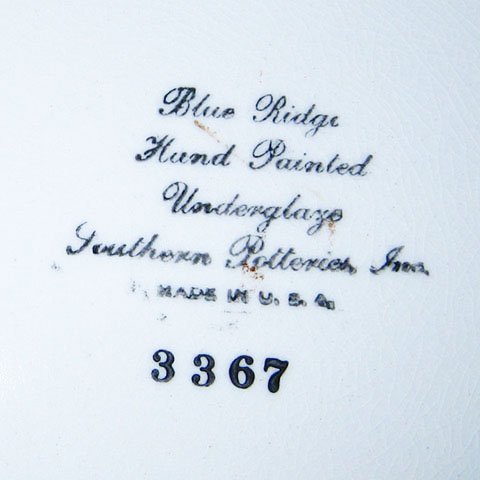 Blue Ridge
Hand Painted
Underglaze
Southern Potteries, Inc.
MADE IN U. S. A.
3367